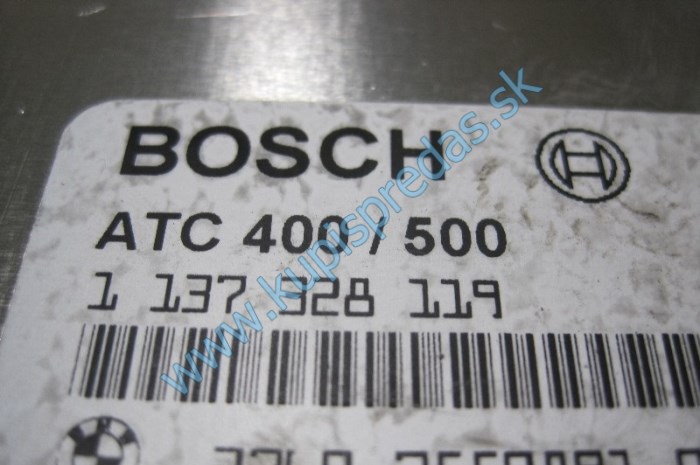 BOSCH
ATC 400/500
1 137 328 119
www.kupispredas.sk